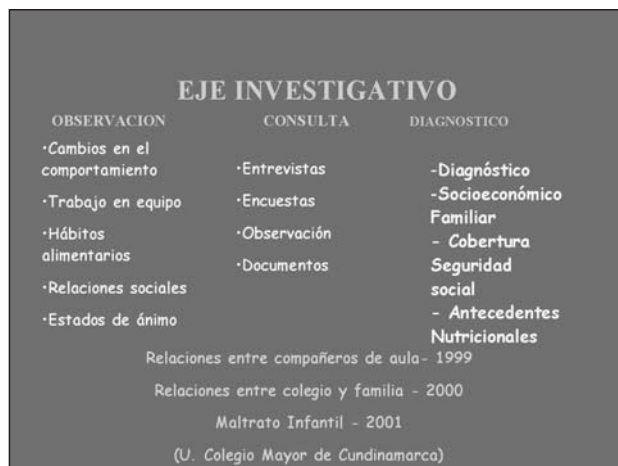 EJE INVESTIGATIVO
OBSERVACION
·Cambios en el
comportamiento
·Trabajo en equipo
·Hábitos
alimentarios
·Relaciones sociales
·Estados de ánimo
CONSULTA
·Entrevistas
·Encuestas
·Observación
·Documentos
DIAGNOSTICO
-Diagnóstico
-Socioeconómico
Familiar
- Cobertura
Seguridad
social
- Antecedentes
Nutricionales
Relaciones entre compañeros de aula- 1999
Relaciones entre colegio y familia - 2000
Maltrato Infantil - 2001
(U. Colegio Mayor de Cundinamarca)